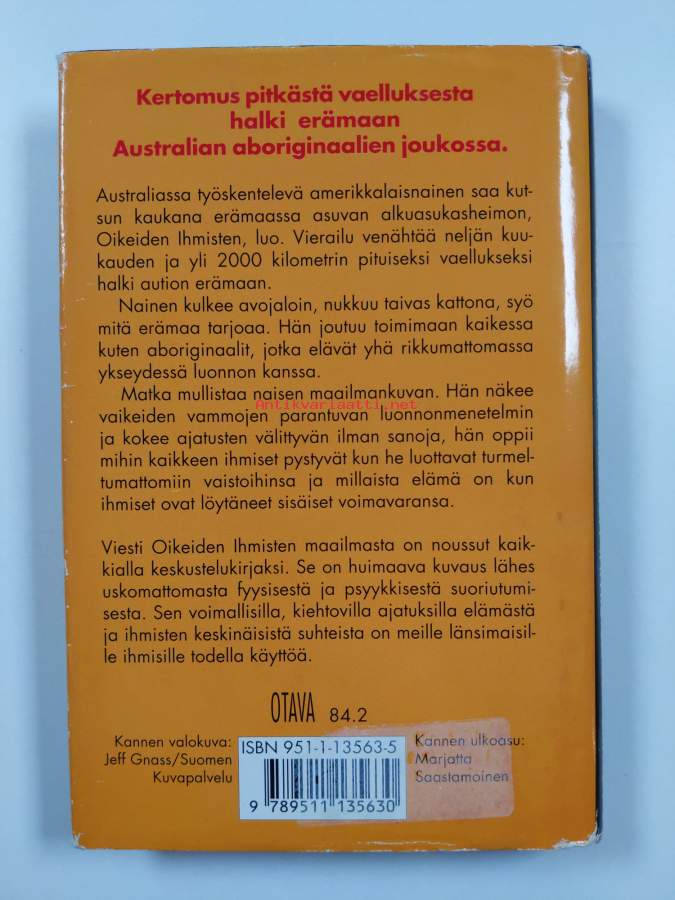 Kertomus pitkästä vaelluksesta
halki erämaan
Australian aboriginaalien joukossa.
Australiassa työskentelevä amerikkalaisnainen saa kut-
sun kaukana erämaassa asuvan alkuasukasheimon,
Oikeiden Ihmisten, luo. Vierailu venähtää neljän kuu-
kauden ja yli 2000 kilometrin pituiseksi vaellukseksi
halki aution erämaan.
Nainen kulkee avojaloin, nukkuu taivas kattona, syö
mitä erämaa tarjoaa. Hän joutuu toimimaan kaikessa
kuten aboriginaalit, jotka elävät yhä rikkumattomassa
ykseydessä luonnon kanssa.
Matka mullistaa naisen maailmankuvan. Hän näkee
Antikvariaatti.net
vaikeiden vammojen parantuvan luonnonmenetelmin
ja kokee ajatusten välittyvän ilman sanoja, hän oppii
mihin kaikkeen ihmiset pystyvät kun he luottavat turmel-
tumattomiin vaistoihinsa ja millaista elämä on kun
ihmiset ovat löytäneet sisäiset voimavaransa.
Viesti Oikeiden Ihmisten maailmasta on noussut kaik-
kialla keskustelukirjaksi. Se on huimaava kuvaus lähes
uskomattomasta fyysisestä ja psyykkisestä suoriutumi-
sesta. Sen voimallisilla, kiehtovilla ajatuksilla elämästä
ja ihmisten keskinäisistä suhteista on meille länsimaisil-
le ihmisille todella käyttöä.
OTAVA 84.2
Kannen valokuva:
Jeff Gnass/Suomen
Kuvapalvelu
ISBN 951-1-13563-5
9 789511 135630
Kannen ulkoasu:
Marjatta
Saastamoinen